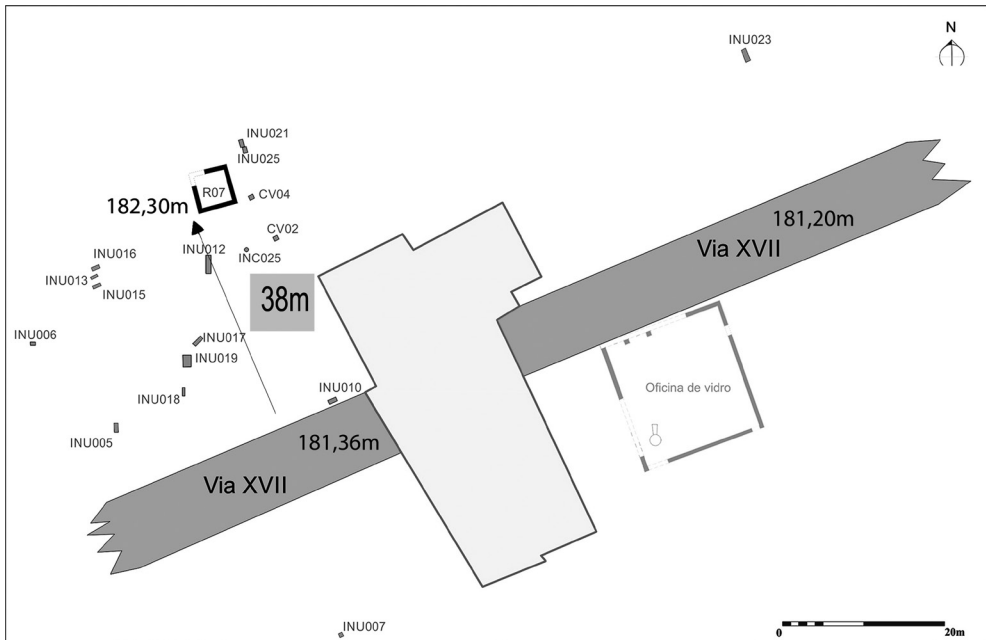 INU023
N
INU021
INU025
R07
CV04
182,30m
181,20m
CV02
Via XVII
INU016
INU012
INC025
INU013
INU015
38m
INU006
INU017
INU019
Oficina de vidro
INU018
INU010
INU005
181,36m
Via XVII
INU007
0
20m